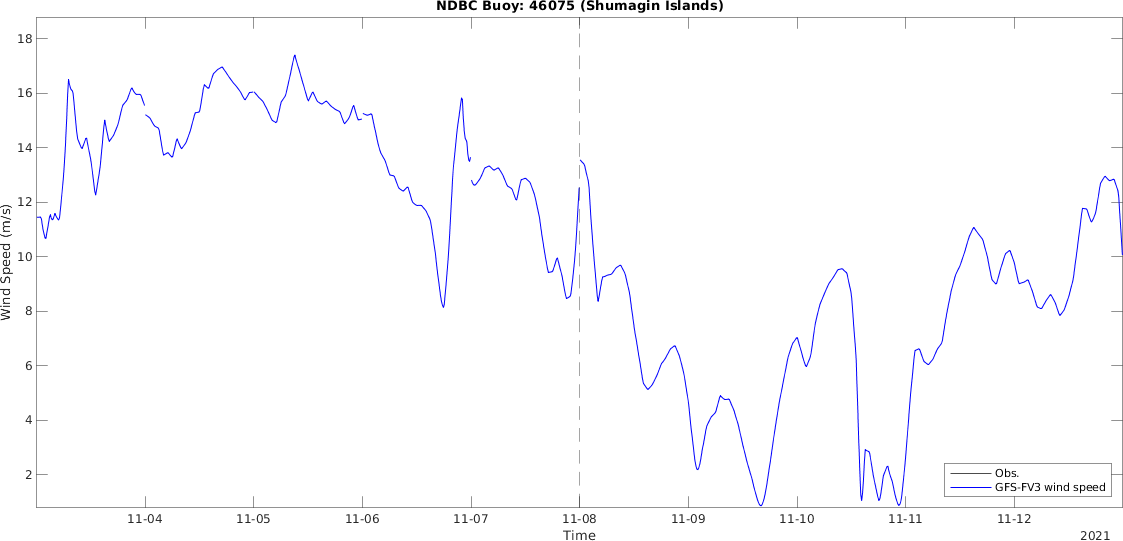 NDBC Buoy: 46075 (Shumagin Islands)
18
16
14
12
10
8
6
4
2
Wind Speed (m/s)
Obs.
GFS-FV3 wind speed
11-04 11-05 11-06 11-07 11-08 11-09 11-10 11-11 11-12
Time
2021